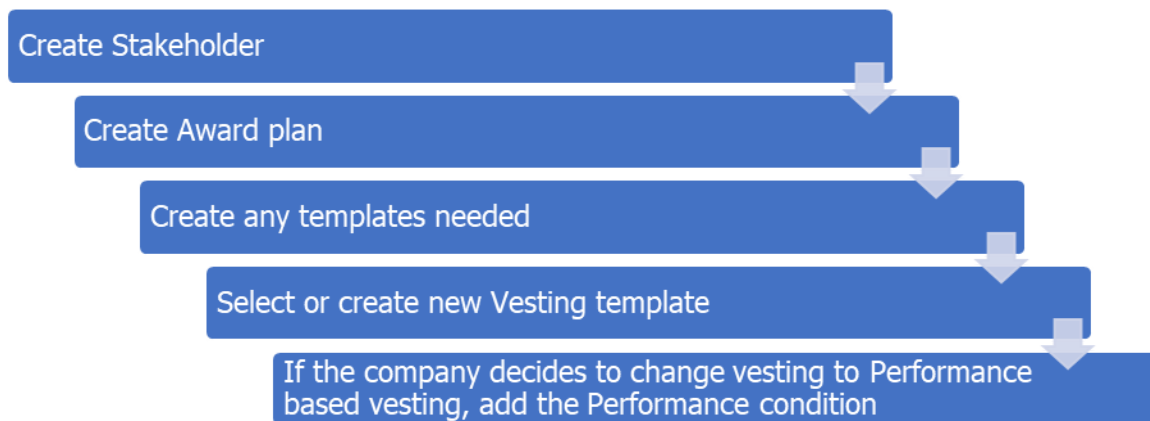 Create Stakeholder
Create Award plan
Create any templates needed
Select or create new Vesting template
If the company decides to change vesting to Performance
based vesting, add the Performance condition